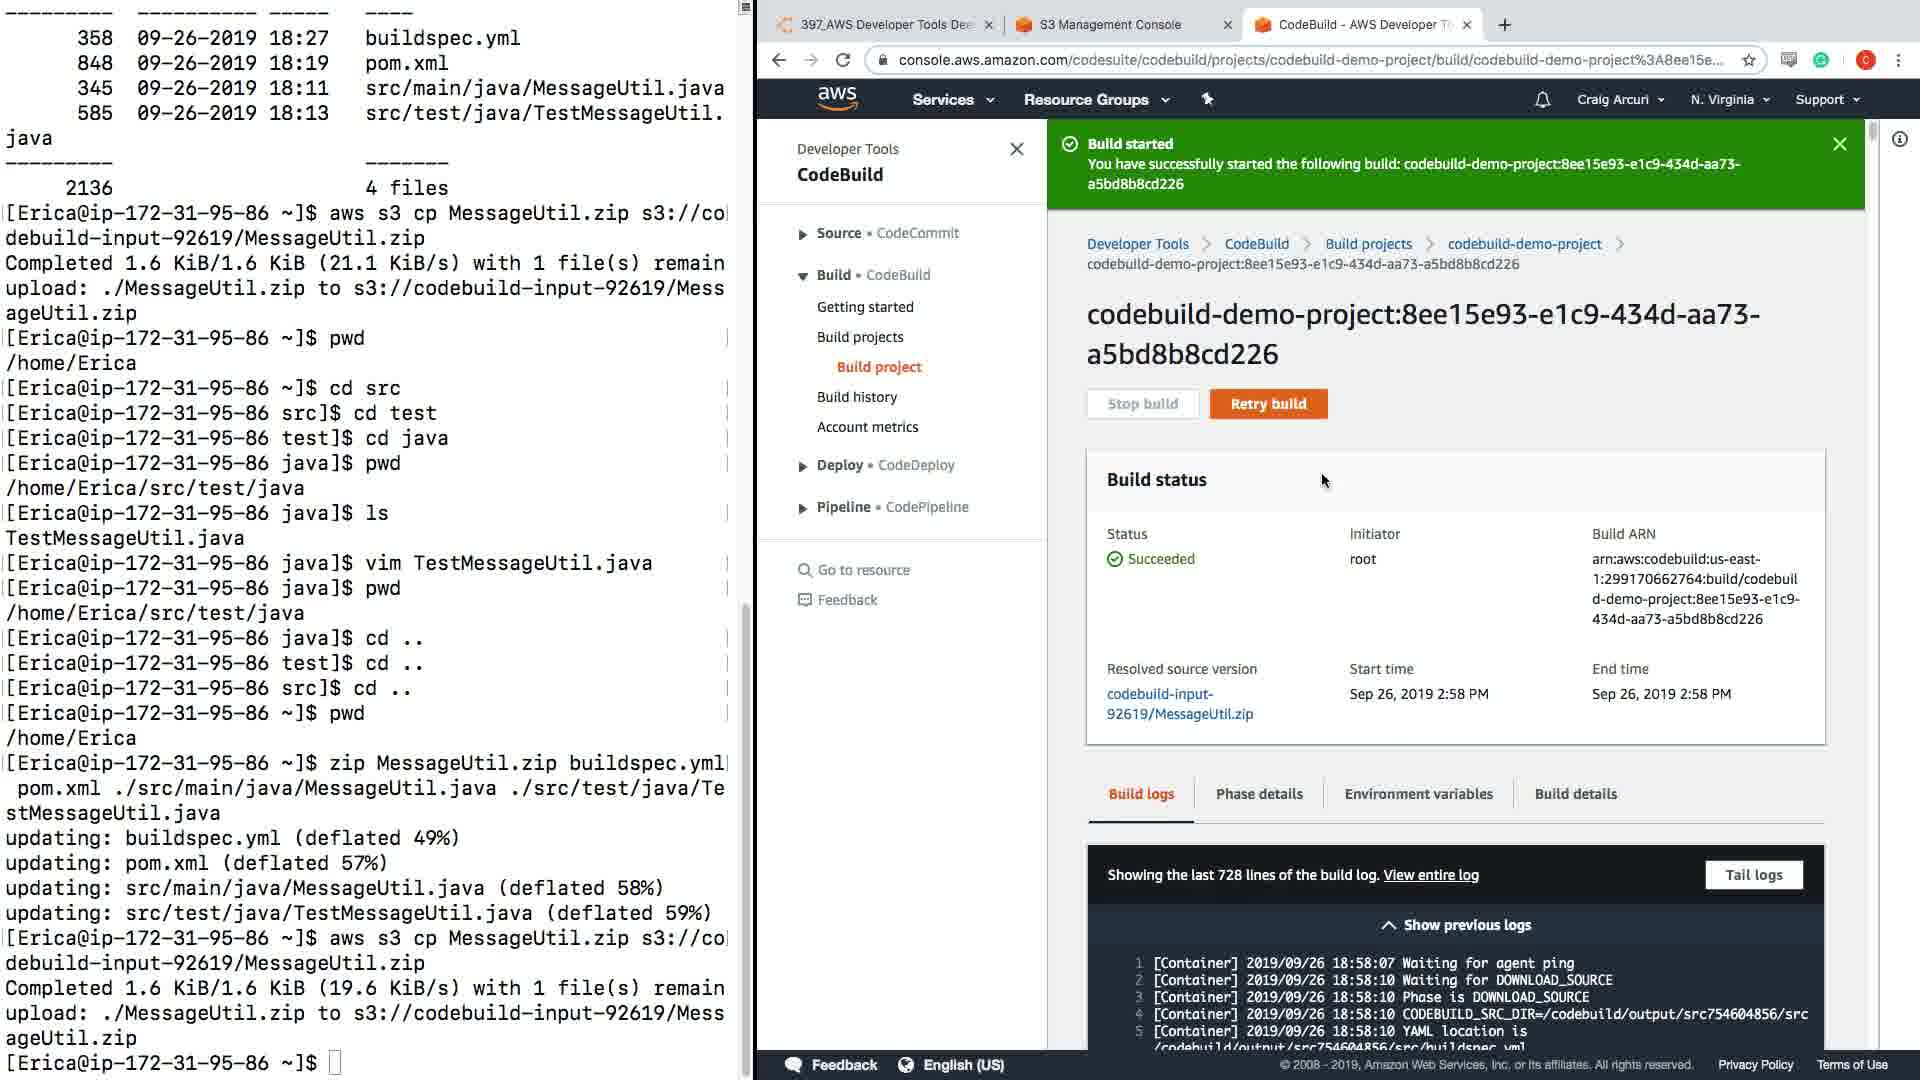 358  09-26-2019 18:27   buildspec.yml
848  09-26-2019 18:19   pom.xml
345  09-26-2019 18:11   src/main/java/MessageUtil.java
585  09-26-2019 18:13   src/test/java/TestMessageUtil.
java
---------                     -------
2136                     4 files
[Erica@ip-172-31-95-86 ~]$ aws s3 cp MessageUtil.zip s3://co
debuild-input-92619/MessageUtil.zip
Completed 1.6 KiB/1.6 KiB (21.1 KiB/s) with 1 file(s) remain
upload: ./MessageUtil.zip to s3://codebuild-input-92619/Mess
ageUtil.zip
[Erica@ip-172-31-95-86 ~]$ pwd
/home/Erica
[Erica@ip-172-31-95-86 ~]$ cd src
[Erica@ip-172-31-95-86 src]$ cd test
[Erica@ip-172-31-95-86 test]$ cd java
[Erica@ip-172-31-95-86 java]$ pwd
/home/Erica/src/test/java
[Erica@ip-172-31-95-86 java]$ ls
TestMessageUtil.java
[Erica@ip-172-31-95-86 java]$ vim TestMessageUtil.java
[Erica@ip-172-31-95-86 java]$ pwd
/home/Erica/src/test/java
[Erica@ip-172-31-95-86 java]$ cd ..
[Erica@ip-172-31-95-86 test]$ cd ..
[Erica@ip-172-31-95-86 src]$ cd ..
[Erica@ip-172-31-95-86 ~]$ pwd
/home/Erica
[Erica@ip-172-31-95-86 ~]$ zip MessageUtil.zip buildspec.yml
pom.xml ./src/main/java/MessageUtil.java ./src/test/java/Te
stMessageUtil.java
updating: buildspec.yml (deflated 49%)
updating: pom.xml (deflated 57%)
updating: src/main/java/MessageUtil.java (deflated 58%)
updating: src/test/java/TestMessageUtil.java (deflated 59%)
[Erica@ip-172-31-95-86 ~]$ aws s3 cp MessageUtil.zip s3://co
debuild-input-92619/MessageUtil.zip
Completed 1.6 KiB/1.6 KiB (19.6 KiB/s) with 1 file(s) remain
upload: ./MessageUtil.zip to s3://codebuild-input-92619/Mess
ageUtil.zip
[Erica@ip-172-31-95-86 ~]$
397_AWS Developer Tools Dee
S3 Management Console
CodeBuild - AWS Developer To
console.aws.amazon.com/codesuite/codebuild/projects/codebuild-demo-project/build/codebuild-demo-project%3A8ee15e...
C
aws
Services
Resource Groups
Craig Arcuri
N. Virginia
Support
Developer Tools
CodeBuild
Source • CodeCommit
Build • CodeBuild
Getting started
Build projects
Build project
Build history
Account metrics
Deploy • CodeDeploy
Pipeline • CodePipeline
Go to resource
Feedback
Build started
You have successfully started the following build: codebuild-demo-project:8ee15e93-e1c9-434d-aa73-
a5bd8b8cd226
Developer Tools > CodeBuild > Build projects > codebuild-demo-project >
codebuild-demo-project:8ee15e93-e1c9-434d-aa73-a5bd8b8cd226
codebuild-demo-project:8ee15e93-e1c9-434d-aa73-
a5bd8b8cd226
Stop build
Retry build
Build status
Status
Succeeded
Initiator
root
Build ARN
arn:aws:codebuild:us-east-
1:299170662764:build/codebuil
d-demo-project:8ee15e93-e1c9-
434d-aa73-a5bd8b8cd226
Resolved source version
codebuild-input-
92619/MessageUtil.zip
Start time
Sep 26, 2019 2:58 PM
End time
Sep 26, 2019 2:58 PM
Build logs
Phase details
Environment variables
Build details
Showing the last 728 lines of the build log. View entire log
Tail logs
Show previous logs
1 [Container] 2019/09/26 18:58:07 Waiting for agent ping
2 [Container] 2019/09/26 18:58:10 Waiting for DOWNLOAD_SOURCE
3 [Container] 2019/09/26 18:58:10 Phase is DOWNLOAD_SOURCE
4 [Container] 2019/09/26 18:58:10 CODEBUILD_SRC_DIR=/codebuild/output/src754604856/src
5 [Container] 2019/09/26 18:58:10 YAML location is
/codebuild/output/src754604856/src/buildspec.yml
Feedback
English (US)
© 2008 - 2019, Amazon Web Services, Inc. or its affiliates. All rights reserved.
Privacy Policy
Terms of Use